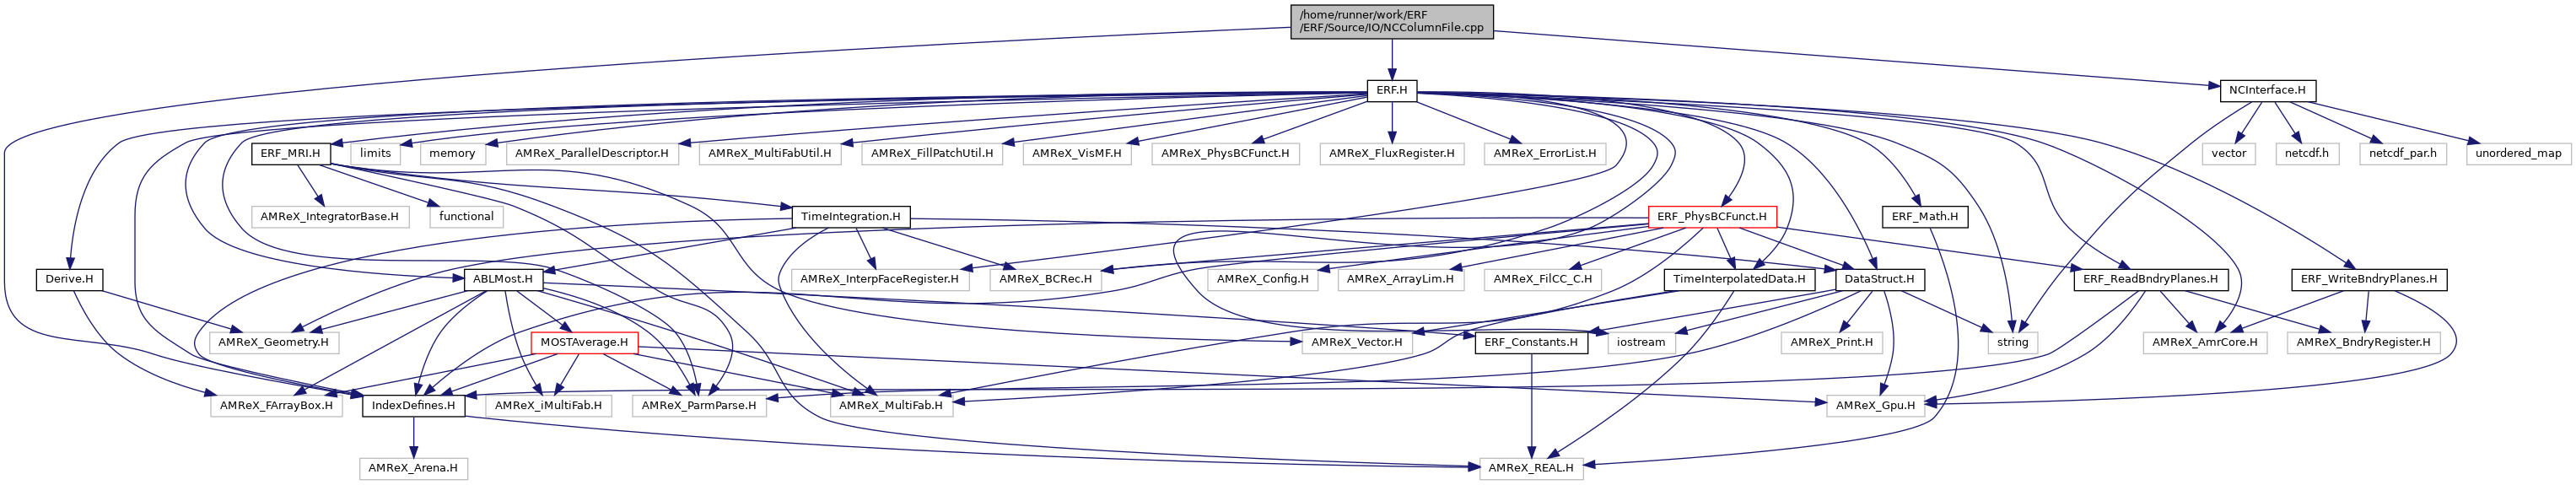 /home/runner/work/ERF
/ERF/Source/IO/NCColumnFile.cpp
ERF.H
NCInterface.H
ERF_MRI.H
limits
memory
AMReX_ParallelDescriptor.H
AMReX_MultiFabUtil.H
AMReX_FillPatchUtil.H
AMReX_VisMF.H
AMReX_PhysBCFunct.H
AMReX_FluxRegister.H
AMReX_ErrorList.H
vector
netcdf.h
netcdf_par.h
unordered_map
AMReX_IntegratorBase.H
functional
TimeIntegration.H
ERF_PhysBCFunct.H
ERF_Math.H
Derive.H
ABLMost.H
AMReX_InterpFaceRegister.H
AMReX_BCRec.H
AMReX_Config.H
AMReX_ArrayLim.H
AMReX_FilCC_C.H
TimeInterpolatedData.H
DataStruct.H
ERF_ReadBndryPlanes.H
ERF_WriteBndryPlanes.H
AMReX_Geometry.H
MOSTAverage.H
AMReX_Vector.H
ERF_Constants.H
iostream
AMReX_Print.H
string
AMReX_AmrCore.H
AMReX_BndryRegister.H
AMReX_FArrayBox.H
IndexDefines.H
AMReX_iMultiFab.H
AMReX_ParmParse.H
AMReX_MultiFab.H
AMReX_Gpu.H
AMReX_Arena.H
AMReX_REAL.H